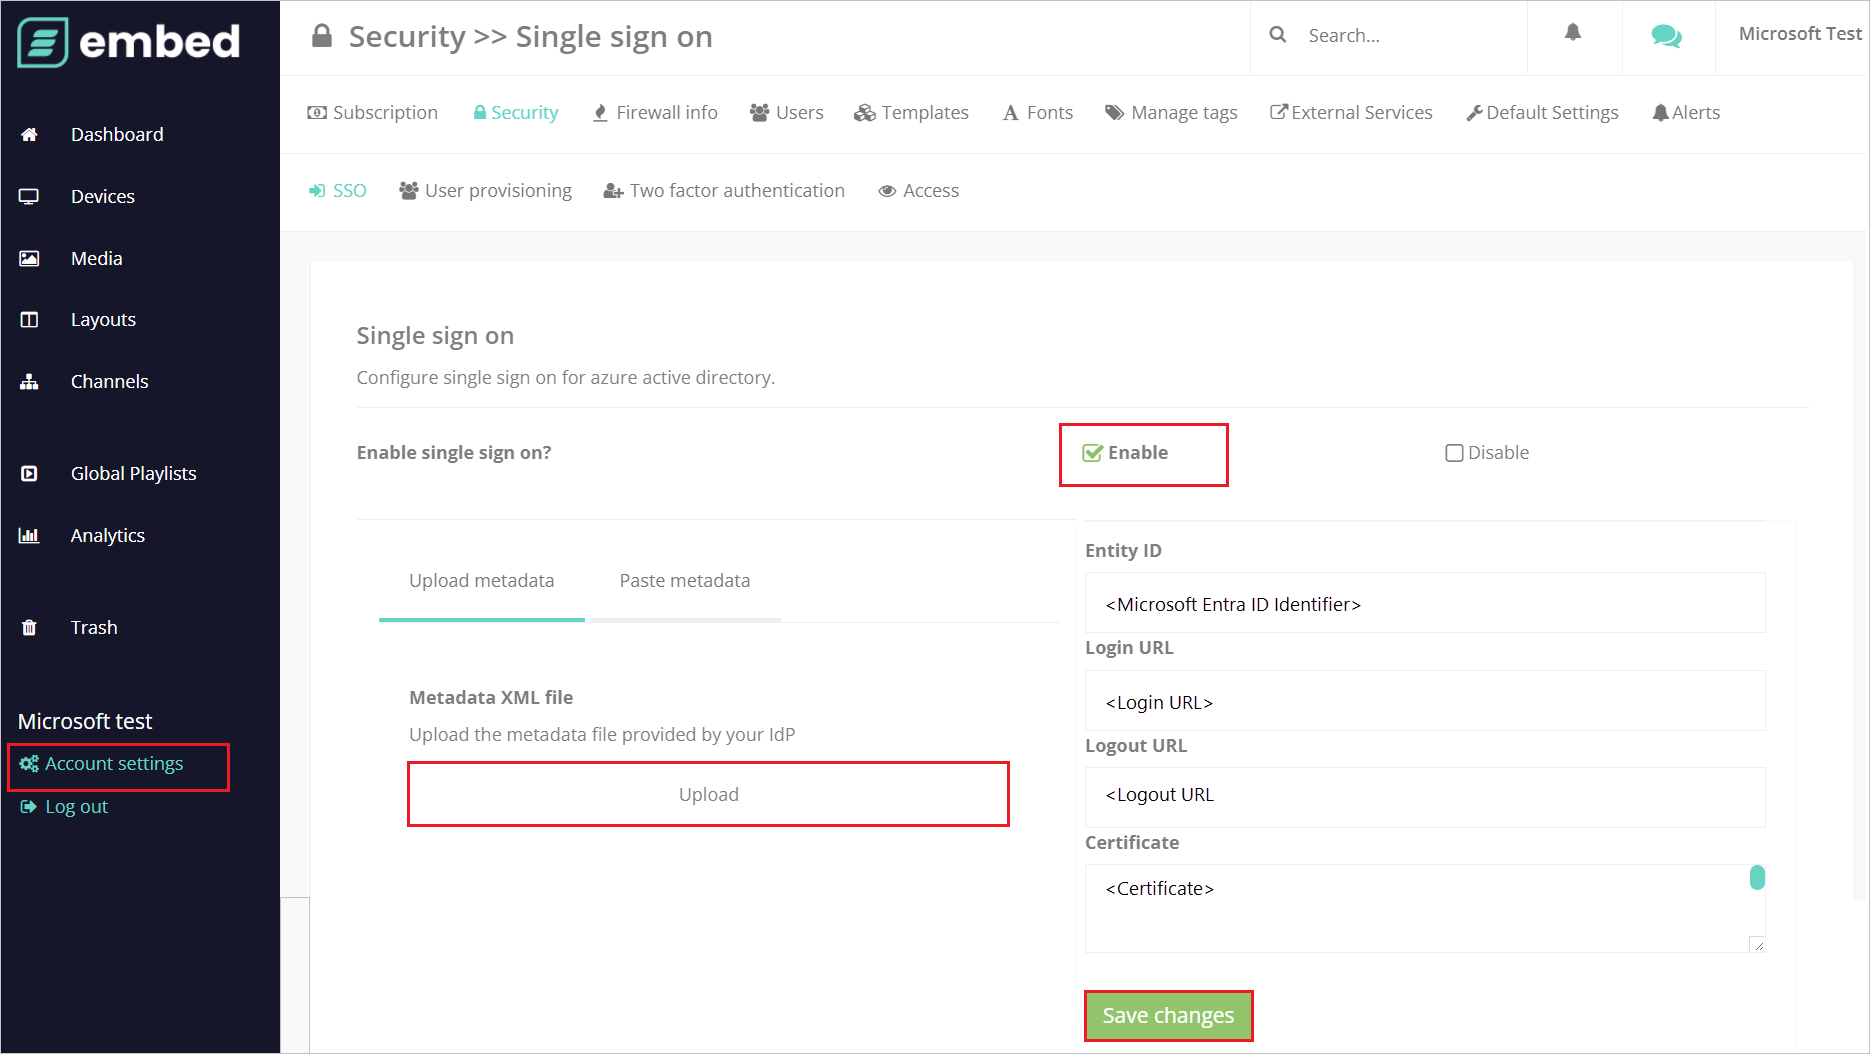 embed
Security >> Single sign on
Search...
Microsoft Test
Subscription
Security
Firewall info
Users
Templates
Fonts
Manage tags
External Services
Default Settings
Alerts
SSO
User provisioning
Two factor authentication
Access
Dashboard
Devices
Media
Layouts
Channels
Global Playlists
Analytics
Trash
Microsoft test
Account settings
Log out
Single sign on
Configure single sign on for azure active directory.
Enable single sign on?
Enable
Disable
Upload metadata
Paste metadata
Metadata XML file
Upload the metadata file provided by your IdP
Upload
Entity ID
<Microsoft Entra ID Identifier>
Login URL
<Login URL>
Logout URL
<Logout URL
Certificate
<Certificate>
Save changes